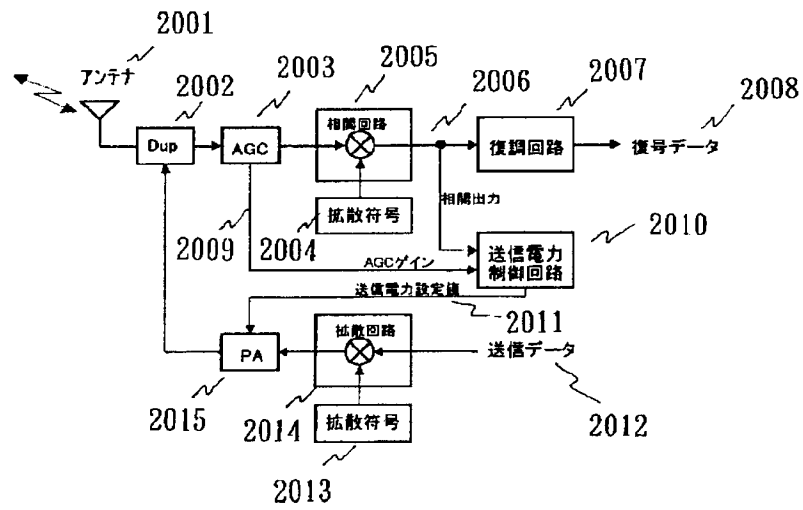 2001
アンテナ
2002
2003
2005
2006
2007
2008
Dup
AGC
相関回路
復調回路
復号データ
拡散符号
2004
2009
相関出力
2010
送信電力
制御回路
AGCゲイン
送信電力設定値
2011
PA
拡散回路
送信データ
2015
2014
拡散符号
2012
2013